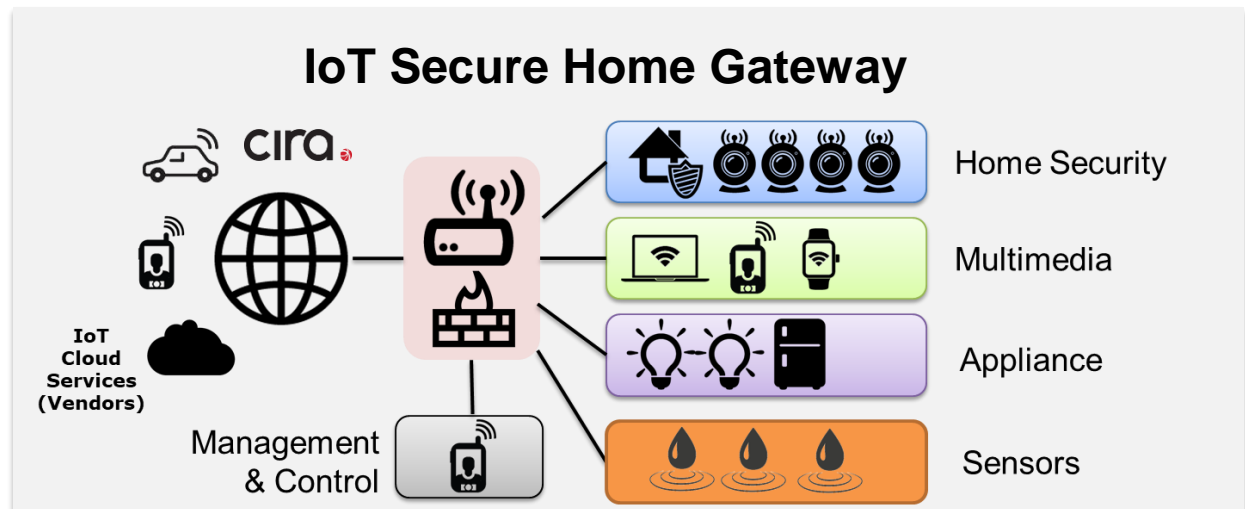 IoT Secure Home Gateway
cira
Home Security
Multimedia
IoT
Cloud
Services
(Vendors)
Appliance
Management
& Control
Sensors